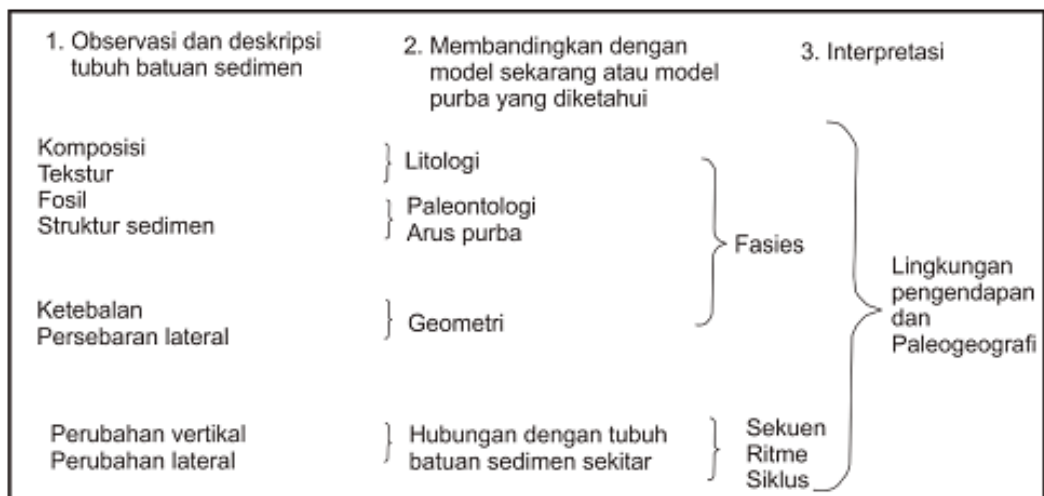 1. Observasi dan deskripsi
tubuh batuan sedimen
2. Membandingkan dengan
model sekarang atau model
purba yang diketahui
3. Interpretasi
Komposisi
Tekstur
Fosil
Struktur sedimen
Litologi
Paleontologi
Arus purba
Fasies
Ketebalan
Persebaran lateral
Geometri
Lingkungan
pengendapan
dan
Paleogeografi
Perubahan vertikal
Perubahan lateral
Hubungan dengan tubuh
batuan sedimen sekitar
Sekuen
Ritme
Siklus